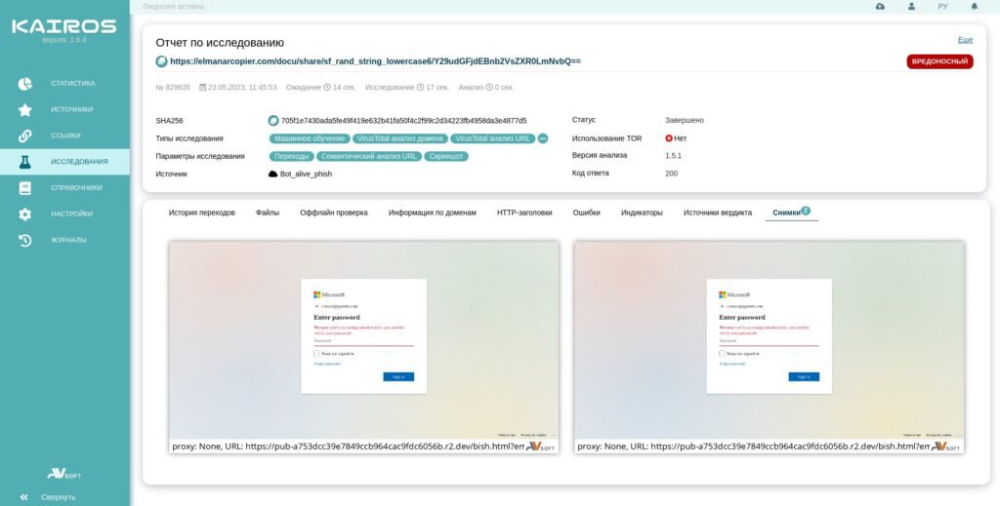 Лицензия активна
РУ
KAIROS
версия: 1.6.4
СТАТИСТИКА
ИСТОЧНИКИ
ССЫЛКИ
ИССЛЕДОВАНИЯ
СПРАВОЧНИКИ
НАСТРОЙКИ
ЖУРНАЛЫ
AVSOFT
Свернуть
Отчет по исследованию
Еще
https://elmanarcopier.com/docu/share/sf_rand_string_lowercase6/Y29udGFjdEBnb2VsZXR0LmNvbQ==
ВРЕДОНОСНЫЙ
№ 829635 23.05.2023, 11:45:53 Ожидание 14 сек. Исследование 17 сек. Анализ 0 сек.
SHA256 705f1e7430ada5fe49f419e632b41fa50f4c2f99c2d34223fb4958da3e4877d5
Типы исследования Машинное обучение VirusTotal анализ домена VirusTotal анализ URL
Параметры исследования Переходы Семантический анализ URL Скриншот
Источник Bot_alive_phish
Статус Завершено
Использование TOR Нет
Версия анализа 1.5.1
Код ответа 200
История переходов Файлы Оффлайн проверка Информация по доменам HTTP-заголовки Ошибки Индикаторы Источники вердикта Снимки 2
Microsoft
Enter password
Because you're accessing sensitive info, you need to
verify your password.
Password
Keep me signed in
Forgot password?
Sign in
Terms of use Privacy & cookies
proxy: None, URL: https://pub-a753dcc39e7849ccb964cac9fdc6056b.r2.dev/bish.html?em
AVSOFT
Microsoft
Enter password
Because you're accessing sensitive info, you need to
verify your password.
Password
Keep me signed in
Forgot password?
Sign in
Terms of use Privacy & cookies
proxy: None, URL: https://pub-a753dcc39e7849ccb964cac9fdc6056b.r2.dev/bish.html?em
AVSOFT